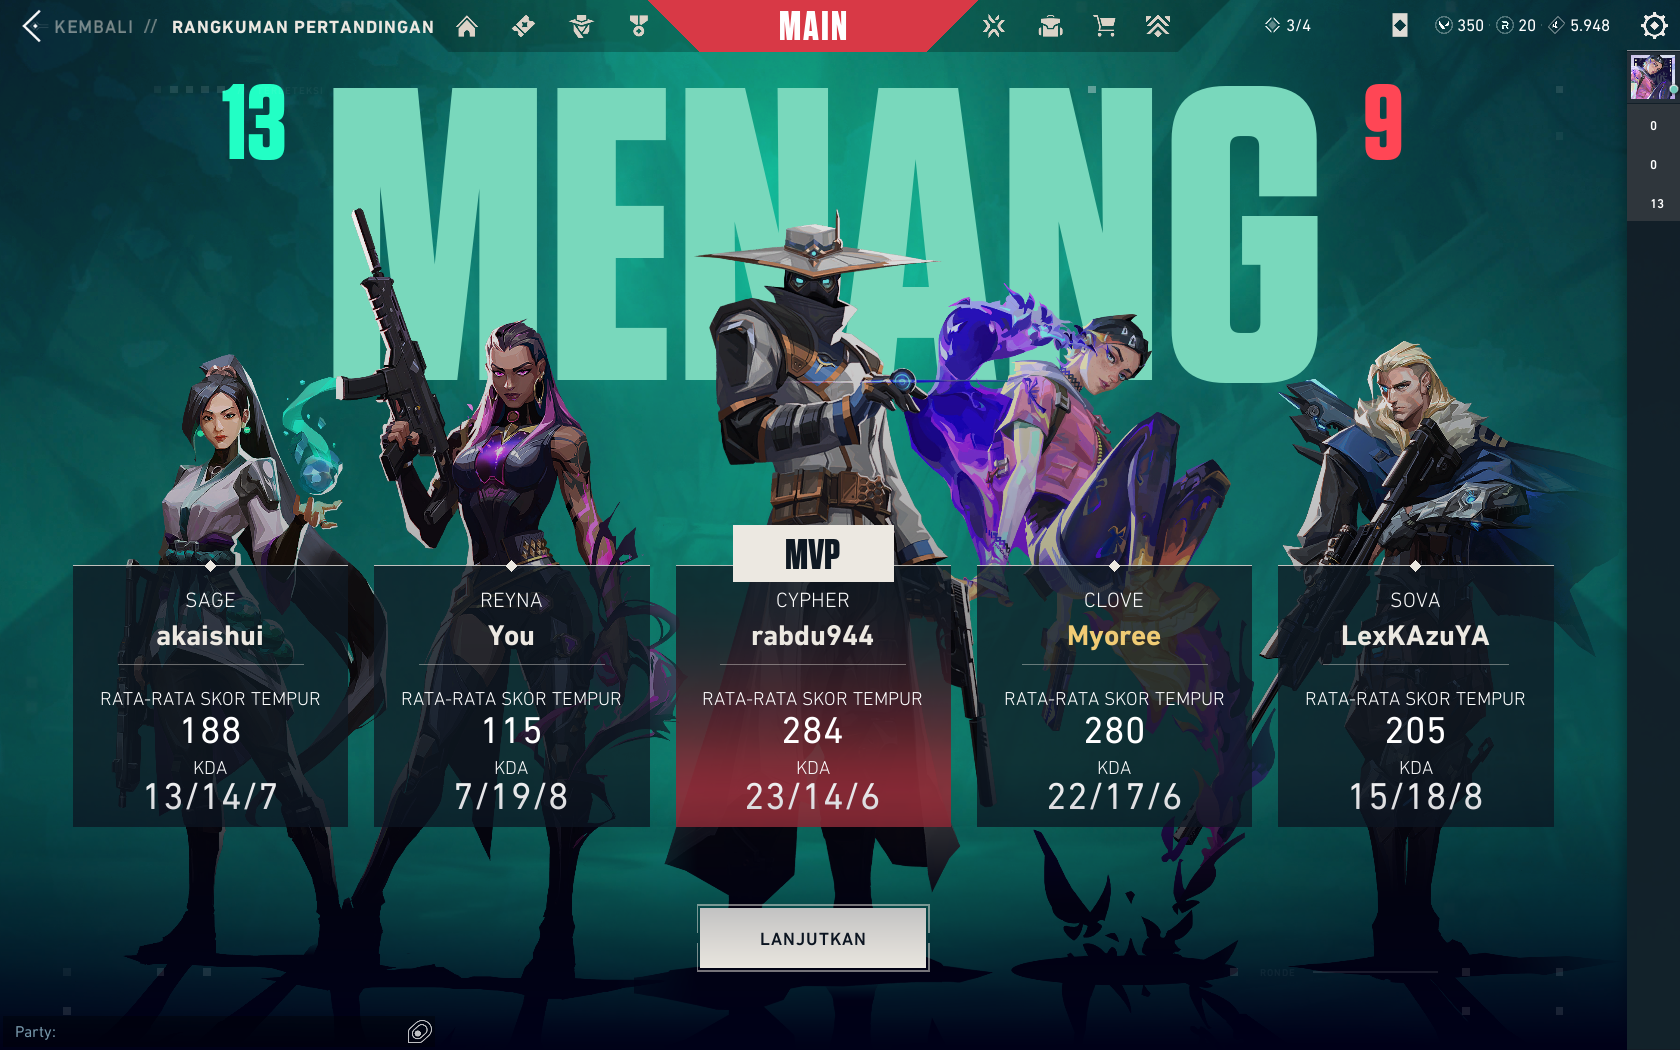 KEMBALI // RANGKUMAN PERTANDINGAN
MAIN
3/4
350 20 5.948
13
MENANG
9
0
0
13
MVP
SAGE
akaishui
RATA-RATA SKOR TEMPUR
188
KDA
13/14/7
REYNA
You
RATA-RATA SKOR TEMPUR
115
KDA
7/19/8
CYPHER
rabdu944
RATA-RATA SKOR TEMPUR
284
KDA
23/14/6
CLOVE
Myoree
RATA-RATA SKOR TEMPUR
280
KDA
22/17/6
SOVA
LexKAzuYA
RATA-RATA SKOR TEMPUR
205
KDA
15/18/8
LANJUTKAN
RONDE
Party: